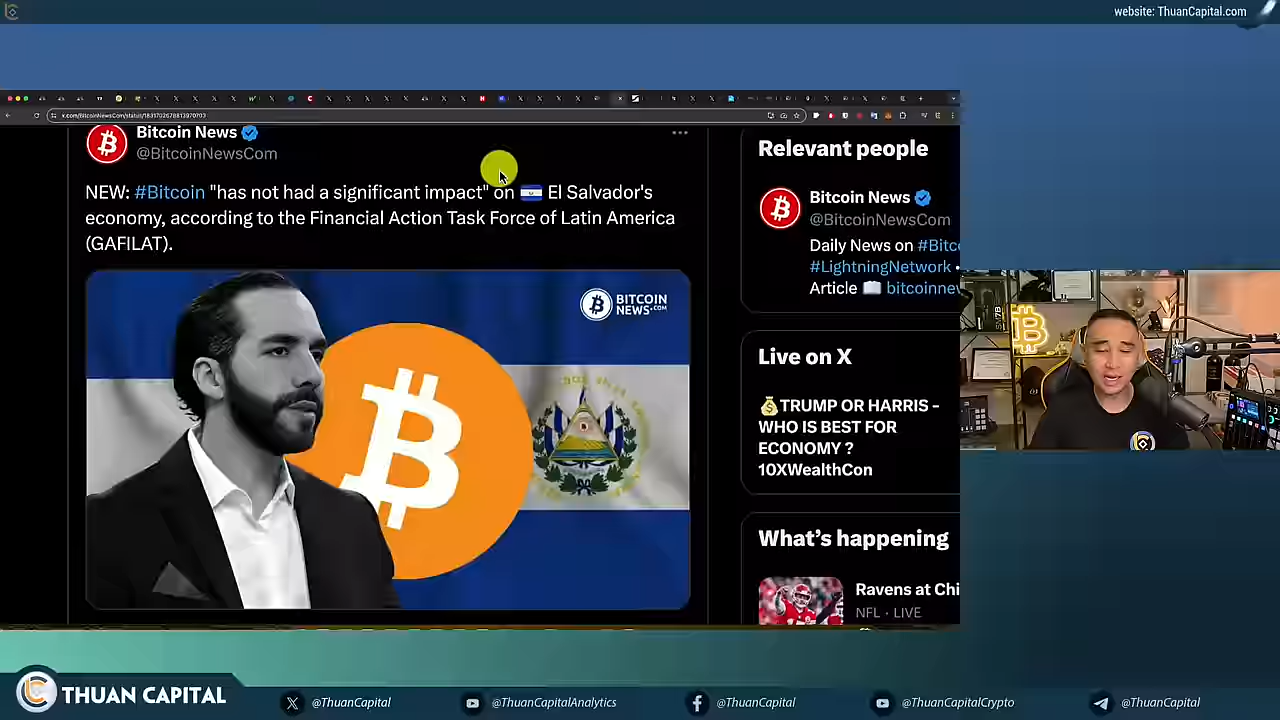 website: ThuanCapital.com
Bitcoin News
@BitcoinNewsCom
NEW: #Bitcoin "has not had a significant impact" on El Salvador's
economy, according to the Financial Action Task Force of Latin America
(GAFILAT).
BITCOIN
NEWS.COM
Relevant people
Bitcoin News
@BitcoinNewsCom
Daily News on #Bitc
#LightningNetwork
Article bitcoinnew
Live on X
TRUMP OR HARRIS -
WHO IS BEST FOR
ECONOMY ?
10XWealthCon
What's happening
Ravens at Chi
NFL · LIVE
THUAN CAPITAL
@ThuanCapital
@ThuanCapitalAnalytics
@ThuanCapital
@ThuanCapitalCrypto
@ThuanCapital